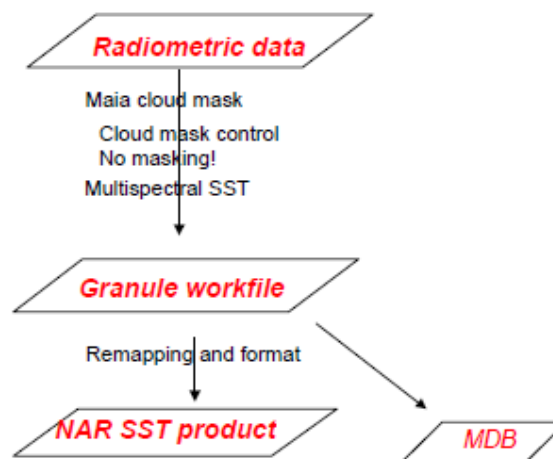 Radiometric data
Maia cloud mask
Cloud mask control
No masking!
Multispectral SST
Granule workfile
Remapping and format
NAR SST product
MDB